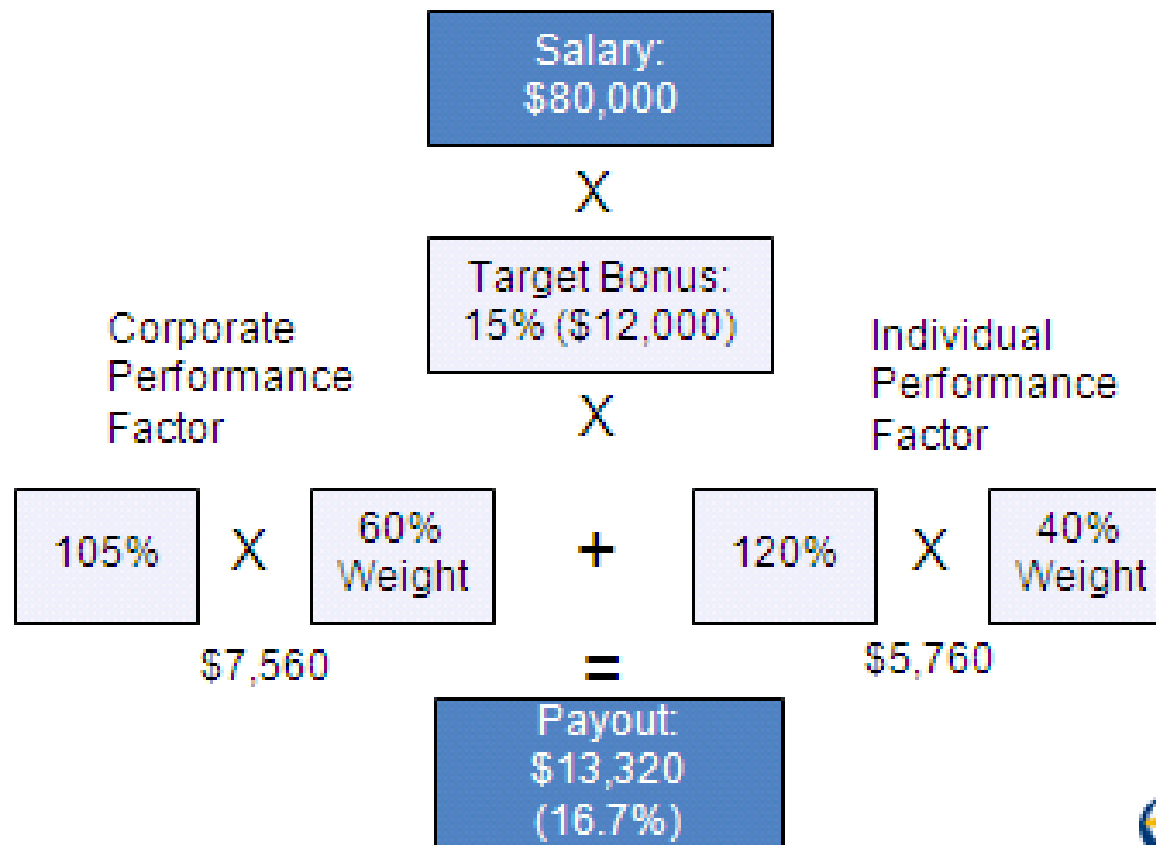 Salary:
$80,000
X
Target Bonus:
15% ($12,000)
Corporate
Performance
Factor
Individual
Performance
Factor
X
105%
X
60%
Weight
+
120%
X
40%
Weight
$7,560
=
$5,760
Payout:
$13,320
(16.7%)